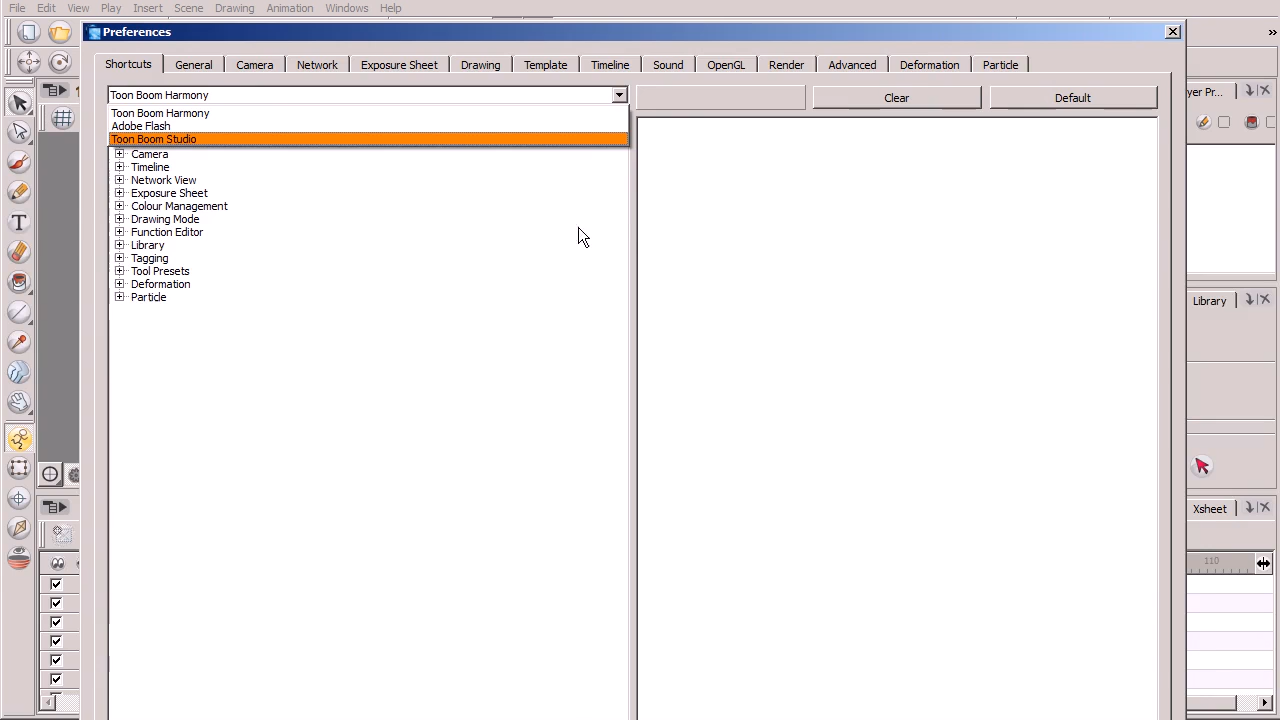 File Edit View Play Insert Scene Drawing Animation Windows Help
Preferences
»
Shortcuts General Camera Network Exposure Sheet Drawing Template Timeline Sound OpenGL Render Advanced Deformation Particle
Toon Boom Harmony
Clear
Default
yer Pr...
Toon Boom Harmony
Adobe Flash
Toon Boom Studio
Camera
Timeline
Network View
Exposure Sheet
Colour Management
Drawing Mode
Function Editor
Library
Tagging
Tool Presets
Deformation
Particle
T
Library
Xsheet
110